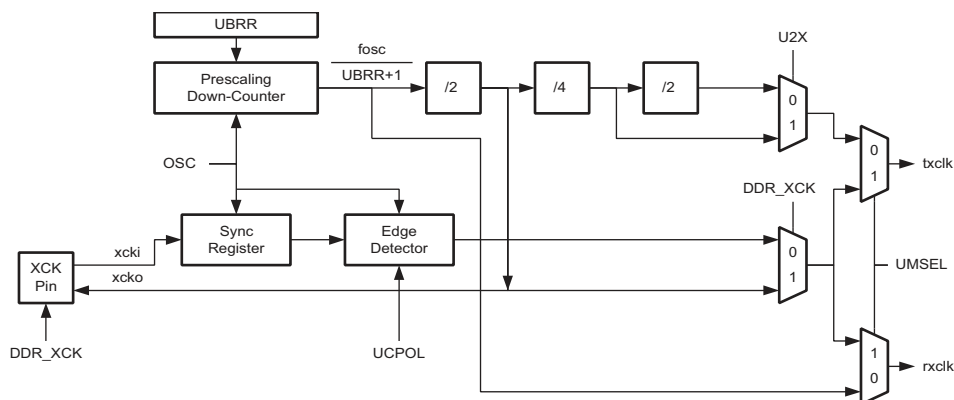 UBRR
fosc
UBRR+1
U2X
Prescaling
Down-Counter
/2
/4
/2
0
1
OSC
0
1
txclk
DDR_XCK
Sync
Register
Edge
Detector
0
1
xcki
XCK
Pin
xcko
UMSEL
DDR_XCK
UCPOL
1
0
rxclk